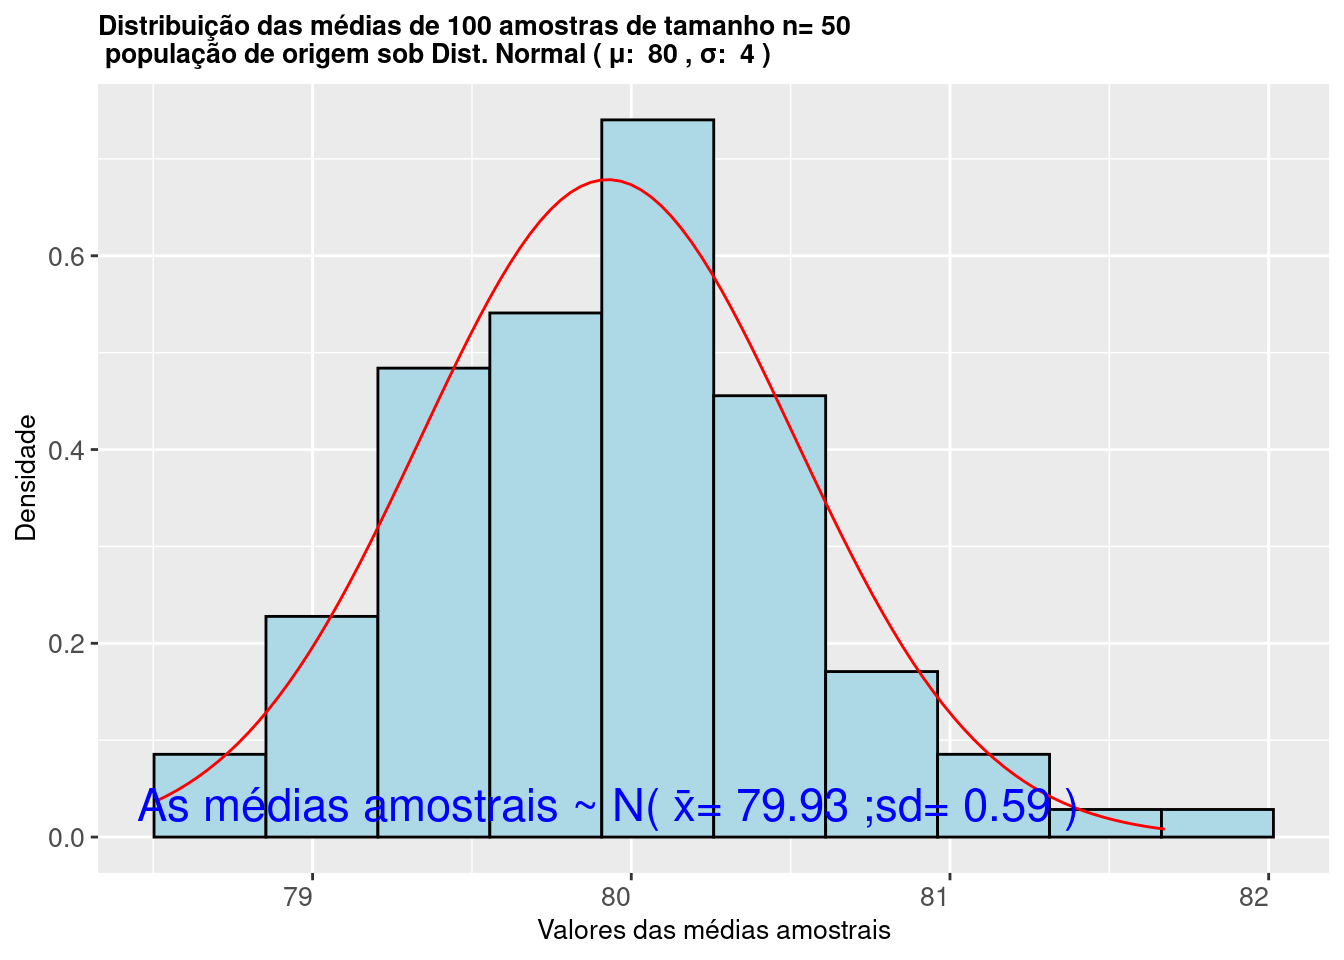 Distribuição das médias de 100 amostras de tamanho n= 50
população de origem sob Dist. Normal ( μ:  80 , σ:  4 )
Densidade
0.6
0.4
0.2
0.0
As médias amostrais ~ N( x̄= 79.93 ;sd= 0.59 )
79 80 81 82
Valores das médias amostrais